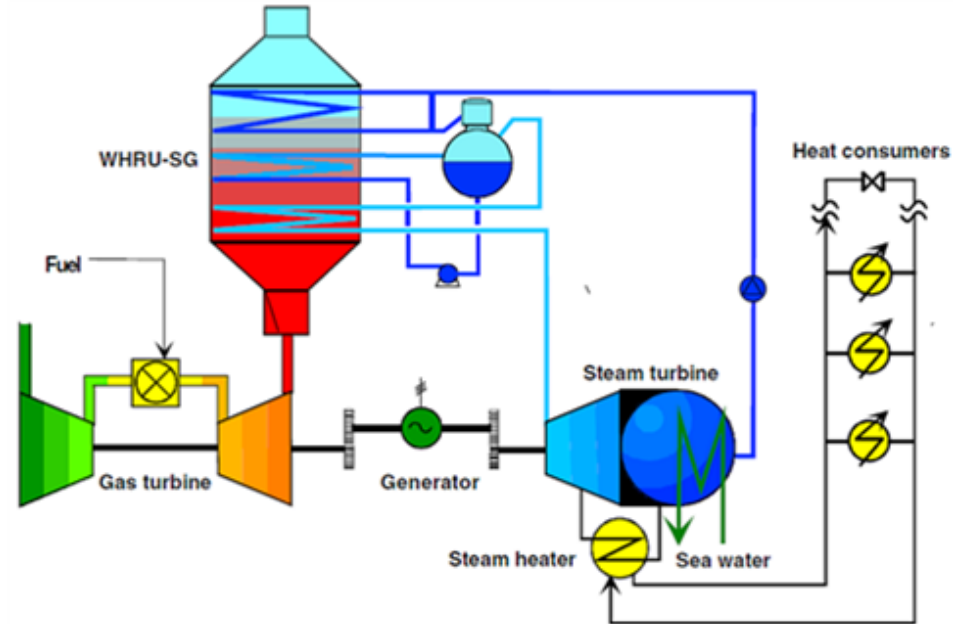 WHRU-SG
Heat consumers
Fuel
Steam turbine
Gas turbine
Generator
Steam heater
Sea water